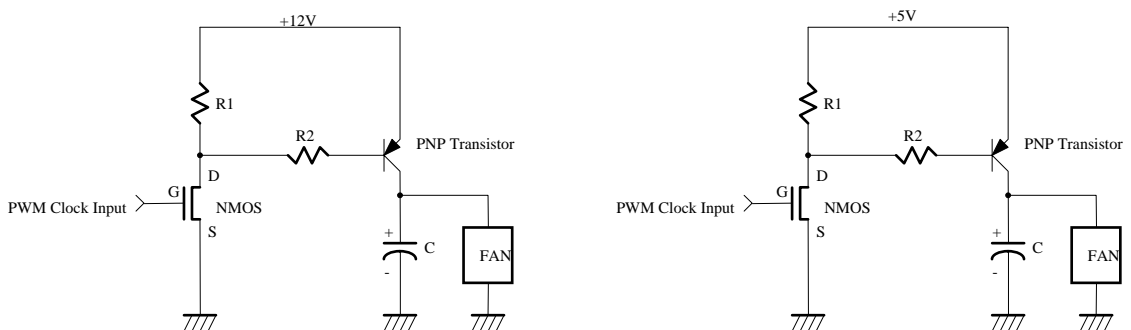 +12V
R1
R2
PNP Transistor
D
G
PWM Clock Input
NMOS
S
+
C
-
FAN
+5V
R1
R2
PNP Transistor
D
G
PWM Clock Input
NMOS
S
+
C
-
FAN